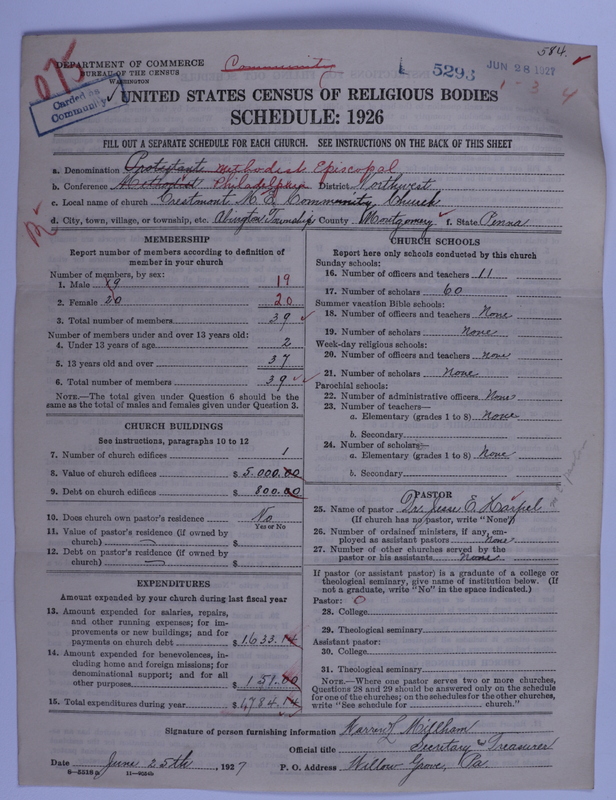 584. ✓
075
DEPARTMENT OF COMMERCE
BUREAU OF THE CENSUS
WASHINGTON
Community
L 5293
JUN 28 1927
1-3 4
Carded as
Community
UNITED STATES CENSUS OF RELIGIOUS BODIES
SCHEDULE: 1926
FILL OUT A SEPARATE SCHEDULE FOR EACH CHURCH. SEE INSTRUCTIONS ON THE BACK OF THIS SHEET
a. Denomination Protestant Methodist Episcopal
b. Conference Methodist Philadelphia District Northwest
c. Local name of church Crestmont M. E. Community Church
d. City, town, village, or township, etc. Abington Township County Montgomery f. State Penna
MEMBERSHIP
Report number of members according to definition of
member in your church
Number of members, by sex:
1. Male 19 19
2. Female 20 20
3. Total number of members 39 ✓
Number of members under and over 13 years old:
4. Under 13 years of age 2
5. 13 years old and over 37
6. Total number of members 39 ✓✓
NOTE.—The total given under Question 6 should be
the same as the total of males and females given under Question 3.
CHURCH BUILDINGS
See instructions, paragraphs 10 to 12
7. Number of church edifices 1
8. Value of church edifices $ 5.000.00
9. Debt on church edifices $ 800.00
10. Does church own pastor's residence No
Yes or No
11. Value of pastor's residence (if owned by
church) — $
12. Debt on pastor's residence (if owned by
church) — $
EXPENDITURES
Amount expended by your church during last fiscal year
13. Amount expended for salaries, repairs,
and other running expenses; for im-
provements or new buildings; and for
payments on church debt $ 1,633.14
14. Amount expended for benevolences, in-
cluding home and foreign missions; for
denominational support; and for all
other purposes $ 151.00
15. Total expenditures during year $ 1,784.14
CHURCH SCHOOLS
Report here only schools conducted by this church
Sunday schools:
16. Number of officers and teachers 11
17. Number of scholars 60
Summer vacation Bible schools:
18. Number of officers and teachers None
19. Number of scholars None
Week-day religious schools:
20. Number of officers and teachers none
21. Number of scholars None
Parochial schools:
22. Number of administrative officers None
23. Number of teachers—
a. Elementary (grades 1 to 8) None
b. Secondary
24. Number of scholars—
a. Elementary (grades 1 to 8) None
b. Secondary
PASTOR
25. Name of pastor Dr. Jesse E. Harpel
(If church has no pastor, write "None")
26. Number of ordained ministers, if any, em-
ployed as assistant pastors None
27. Number of other churches served by the
pastor or his assistants None
If pastor (or assistant pastor) is a graduate of a college or
theological seminary, give name of institution below. (If
not a graduate, write "No" in the space indicated.)
Pastor: O
28. College
29. Theological seminary
Assistant pastor:
30. College
31. Theological seminary
NOTE.—Where one pastor serves two or more churches,
Questions 28 and 29 should be answered only on the schedule
for one of the churches; on the schedules for the other churches,
write "See schedule for church."
Signature of person furnishing information Warren L Millham
Official title Secretary & Treasurer
Date June 25th, 1927 P. O. Address Willow Grove, Pa.
8—5518 a 11—9224b